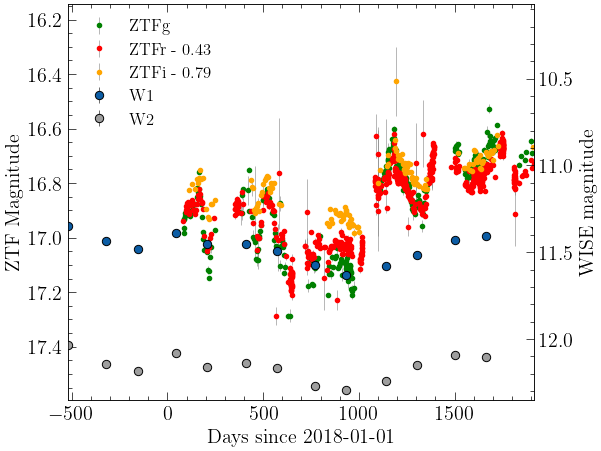 ZTFg
ZTFr - 0.43
ZTFi - 0.79
W1
W2
16.2
16.4
16.6
16.8
17.0
17.2
17.4
ZTF Magnitude
10.5
11.0
11.5
12.0
WISE magnitude
−500
0
500
1000
1500
Days since 2018-01-01